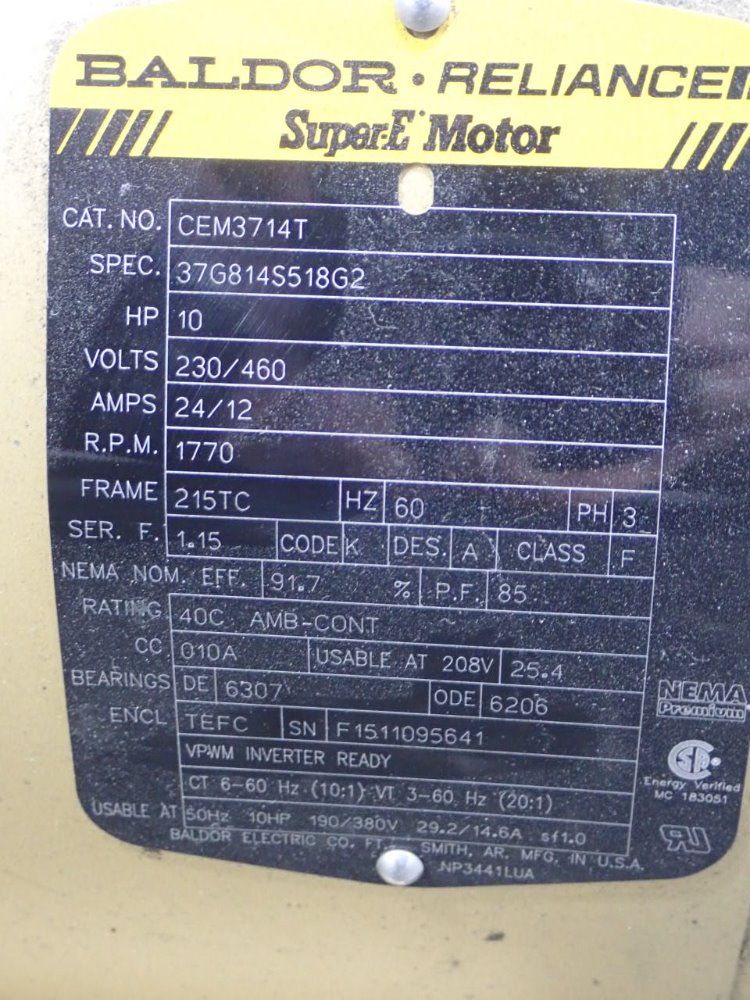 BALDOR · RELIANCE
Super-E Motor
CAT. NO. CEM3714T
SPEC. 37G814S518G2
HP 10
VOLTS 230/460
AMPS 24/12
R.P.M. 1770
FRAME 215TC HZ 60 PH 3
SER. F. 1.15 CODE K DES. A CLASS F
NEMA NOM. EFF. 91.7 % P.F. 85
RATING 40C AMB-CONT
CC 010A USABLE AT 208V 25.4
BEARINGS DE 6307 ODE 6206
ENCL TEFC SN F1511095641
VPWM INVERTER READY
CT 6-60 Hz (10:1) VT 3-60 Hz (20:1)
USABLE AT 50Hz 10HP 190/380V 29.2/14.6A sf1.0
BALDOR ELECTRIC CO. FT. SMITH, AR. MFG. IN U.S.A.
NP3441LUA
NEMA
Premium
Energy Verified
MC 183051